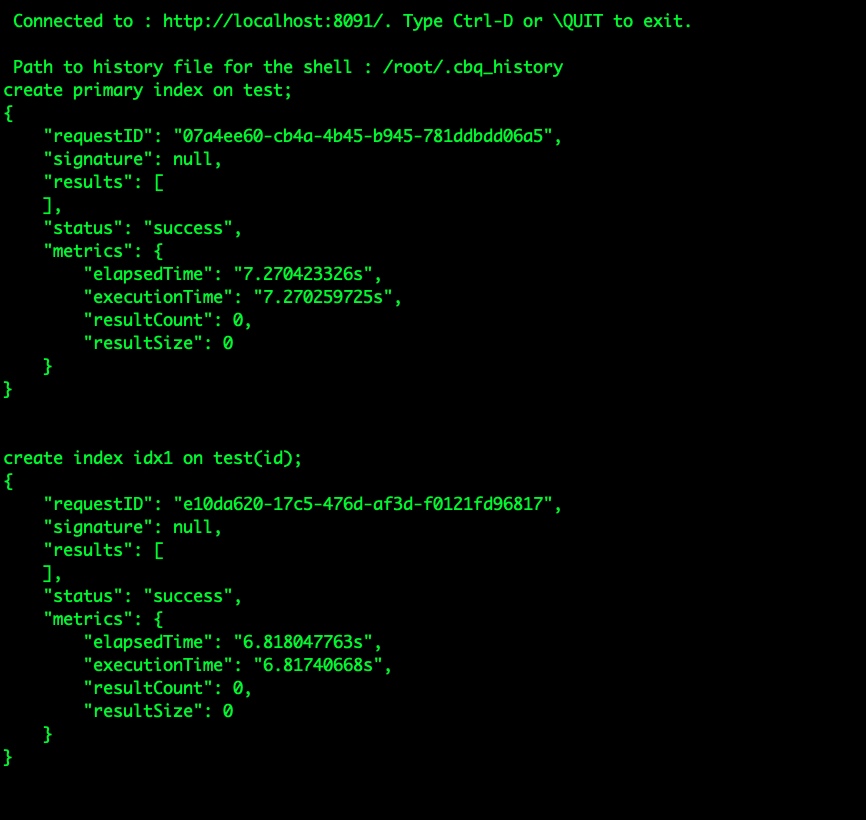 Connected to : http://localhost:8091/. Type Ctrl-D or \QUIT to exit.
Path to history file for the shell : /root/.cbq_history
create primary index on test;
{
"requestID": "07a4ee60-cb4a-4b45-b945-781ddbdd06a5",
"signature": null,
"results": [
],
"status": "success",
"metrics": {
"elapsedTime": "7.270423326s",
"executionTime": "7.270259725s",
"resultCount": 0,
"resultSize": 0
}
}
create index idx1 on test(id);
{
"requestID": "e10da620-17c5-476d-af3d-f0121fd96817",
"signature": null,
"results": [
],
"status": "success",
"metrics": {
"elapsedTime": "6.818047763s",
"executionTime": "6.81740668s",
"resultCount": 0,
"resultSize": 0
}
}